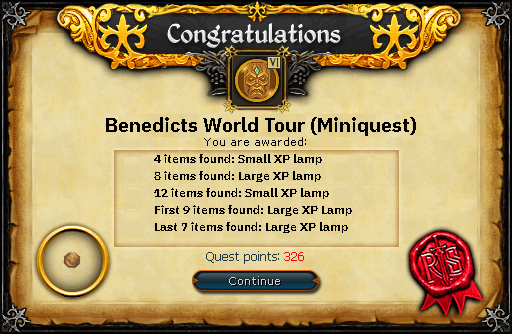 Congratulations
VI
Benedicts World Tour (Miniquest)
You are awarded:
4 items found: Small XP lamp
8 items found: Large XP lamp
12 items found: Small XP lamp
First 9 items found: Large XP Lamp
Last 7 items found: Large XP lamp
Quest points: 326
Continue
RS